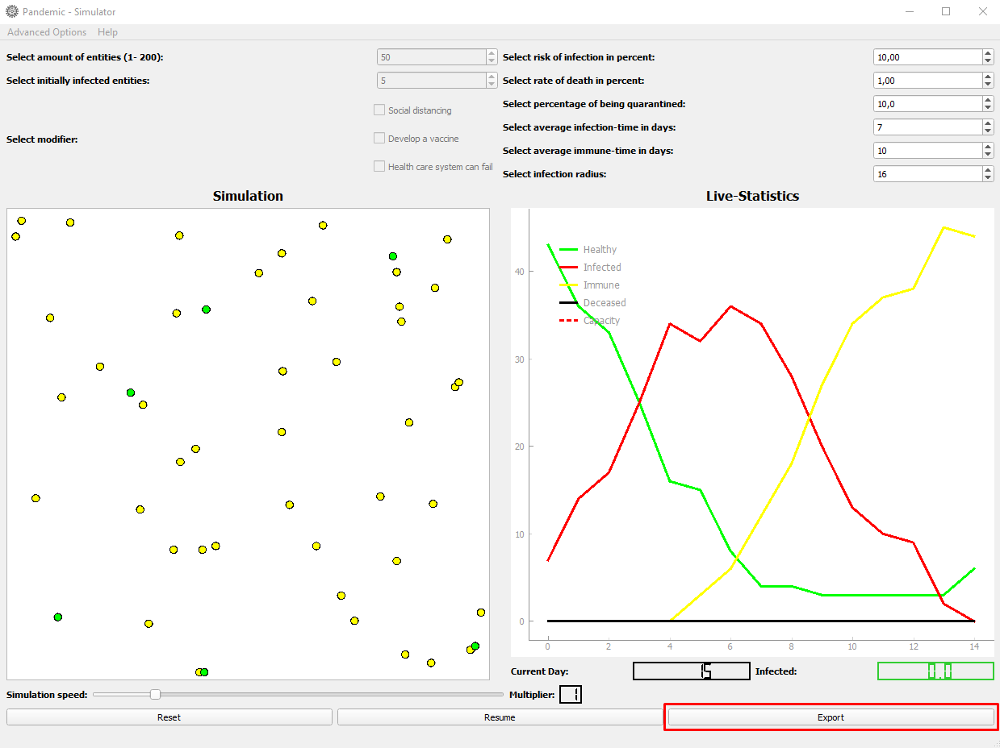 Pandemic - Simulator
Advanced Options Help
Select amount of entities (1- 200): 50
Select initially infected entities: 5
Social distancing
Select modifier:
Develop a vaccine
Health care system can fail
Select risk of infection in percent: 10,00
Select rate of death in percent: 1,00
Select percentage of being quarantined: 10,0
Select average infection-time in days: 7
Select average immune-time in days: 10
Select infection radius: 16
Simulation
Live-Statistics
Healthy
Infected
Immune
Deceased
Capacity
40
30
20
10
0
0 2 4 6 8 10 12 14
Current Day: 15 Infected: 0.0
Simulation speed: Multiplier: 1
Reset Resume Export